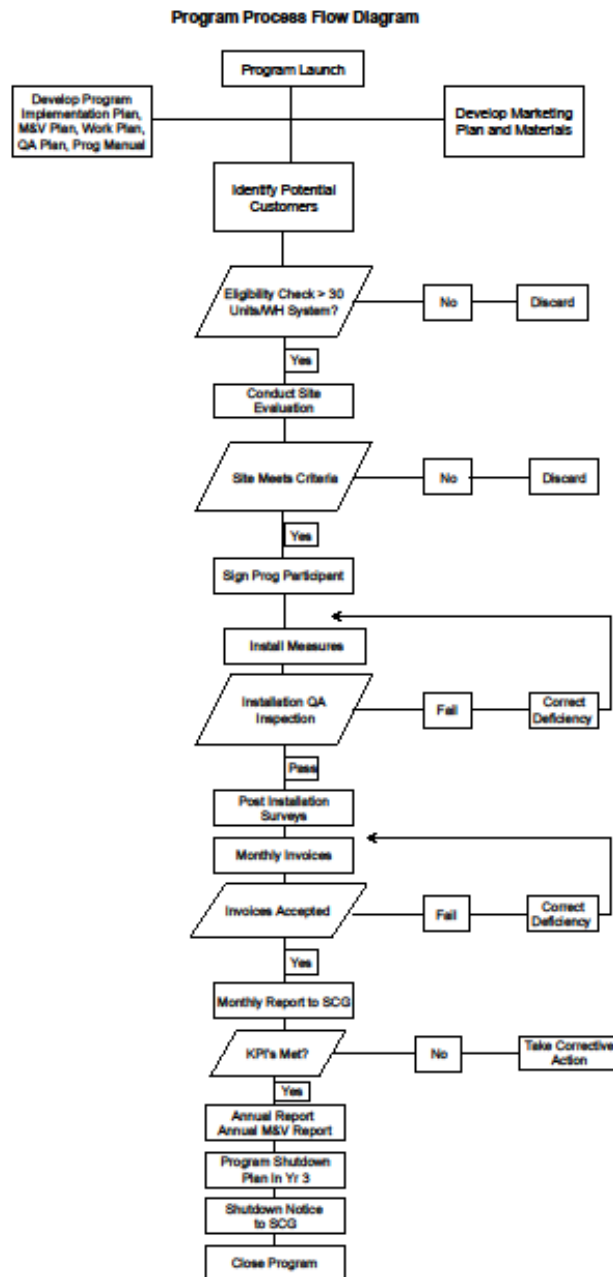 Program Process Flow Diagram
Program Launch
Develop Program
Implementation Plan,
M&V Plan, Work Plan,
QA Plan, Prog Manual
Develop Marketing
Plan and Materials
Identify Potential
Customers
Eligibility Check > 30
Units/WH System?
No
Discard
Yes
Conduct Site
Evaluation
Site Meets Criteria
No
Discard
Yes
Sign Prog Participant
Install Measures
Installation QA
Inspection
Fail
Correct
Deficiency
Pass
Post Installation
Surveys
Monthly Invoices
Invoices Accepted
Fail
Correct
Deficiency
Yes
Monthly Report to SCG
KPI's Met?
No
Take Corrective
Action
Yes
Annual Report
Annual M&V Report
Program Shutdown
Plan In Yr 3
Shutdown Notice
to SCG
Close Program